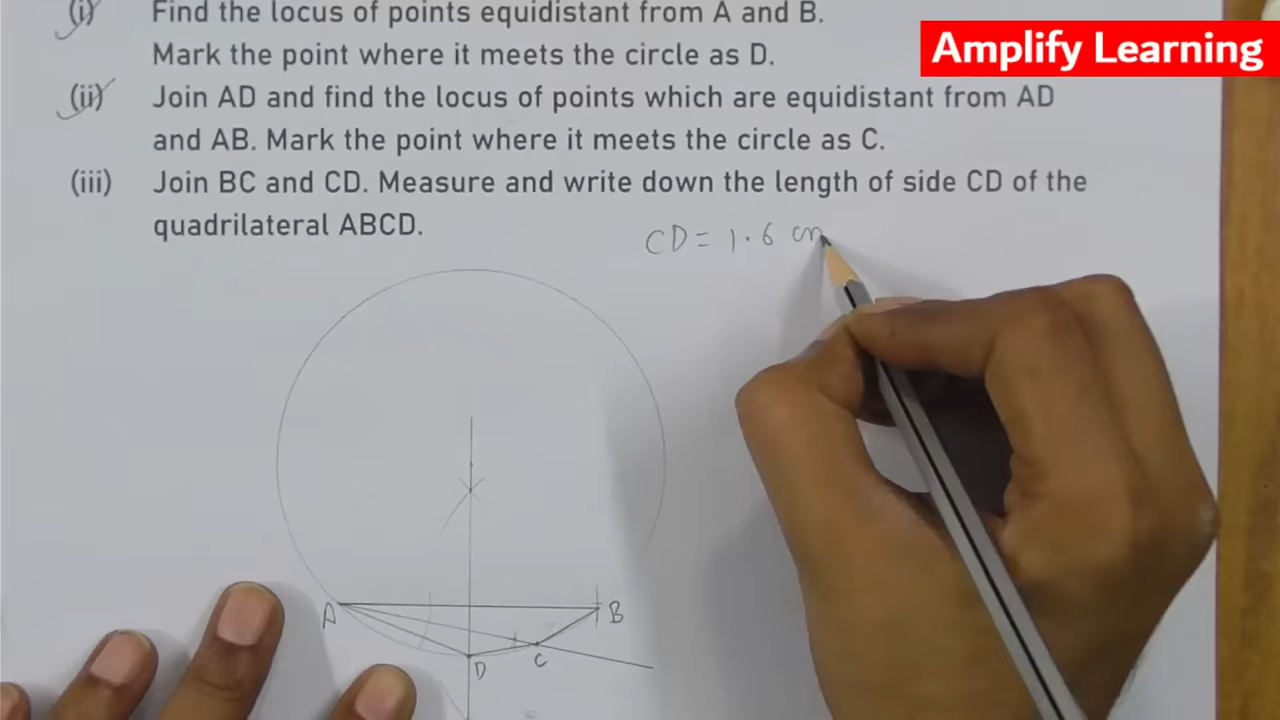 (i) Find the locus of points equidistant from A and B.
Mark the point where it meets the circle as D.
Amplify Learning
(ii) Join AD and find the locus of points which are equidistant from AD
and AB. Mark the point where it meets the circle as C.
(iii) Join BC and CD. Measure and write down the length of side CD of the
quadrilateral ABCD.
CD = 1.6 cm
A
B
D
C